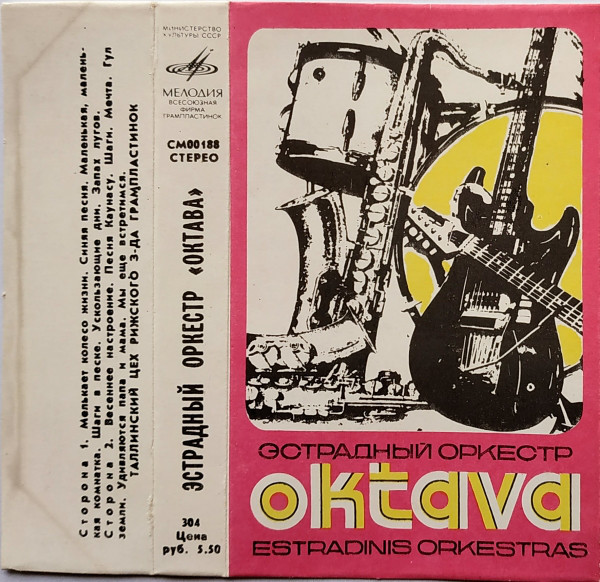 Сторона 1. Мелькает колесо жизни. Синяя песня. Маленькая, малень-
кая комнатка. Шаги в песке. Ускользающие дни. Запах лугов.
Сторона 2. Весеннее настроение. Песня Каунасу. Шаги. Мечта. Гул
земли. Удивляются папа и мама. Мы еще встретимся.
ТАЛЛИНСКИЙ ЦЕХ РИЖСКОГО З-ДА ГРАМПЛАСТИНОК
МИНИСТЕРСТВО
КУЛЬТУРЫ СССР
МЕЛОДИЯ
ВСЕСОЮЗНАЯ
ФИРМА
ГРАМПЛАСТИНОК
СМ00188
СТЕРЕО
ЭСТРАДНЫЙ ОРКЕСТР «ОКТАВА»
304
Цена
руб. 5.50
ЭСТРАДНЫЙ ОРКЕСТР
oktava
ESTRADINIS ORKESTRAS